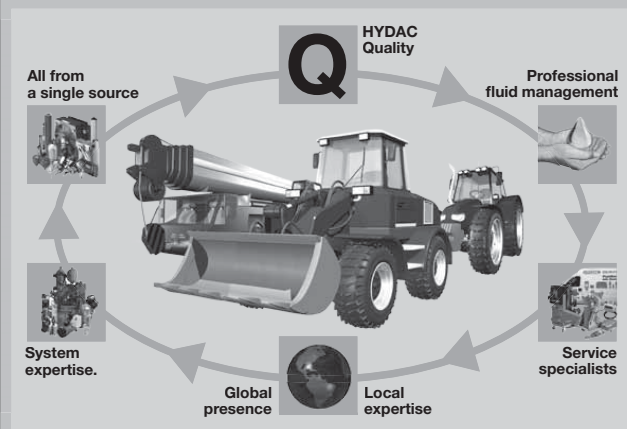 Q
HYDAC
Quality
All from
a single source
Professional
fluid management
System
expertise.
Service
specialists
Global
presence
Local
expertise